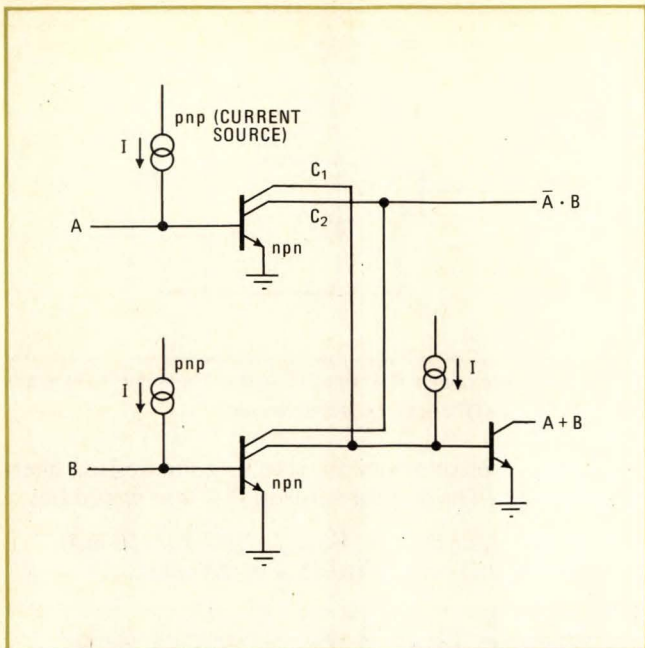 pnp (CURRENT
SOURCE)
I
C₁
A
C₂
Ā · B
npn
pnp
I
I
A + B
B
npn